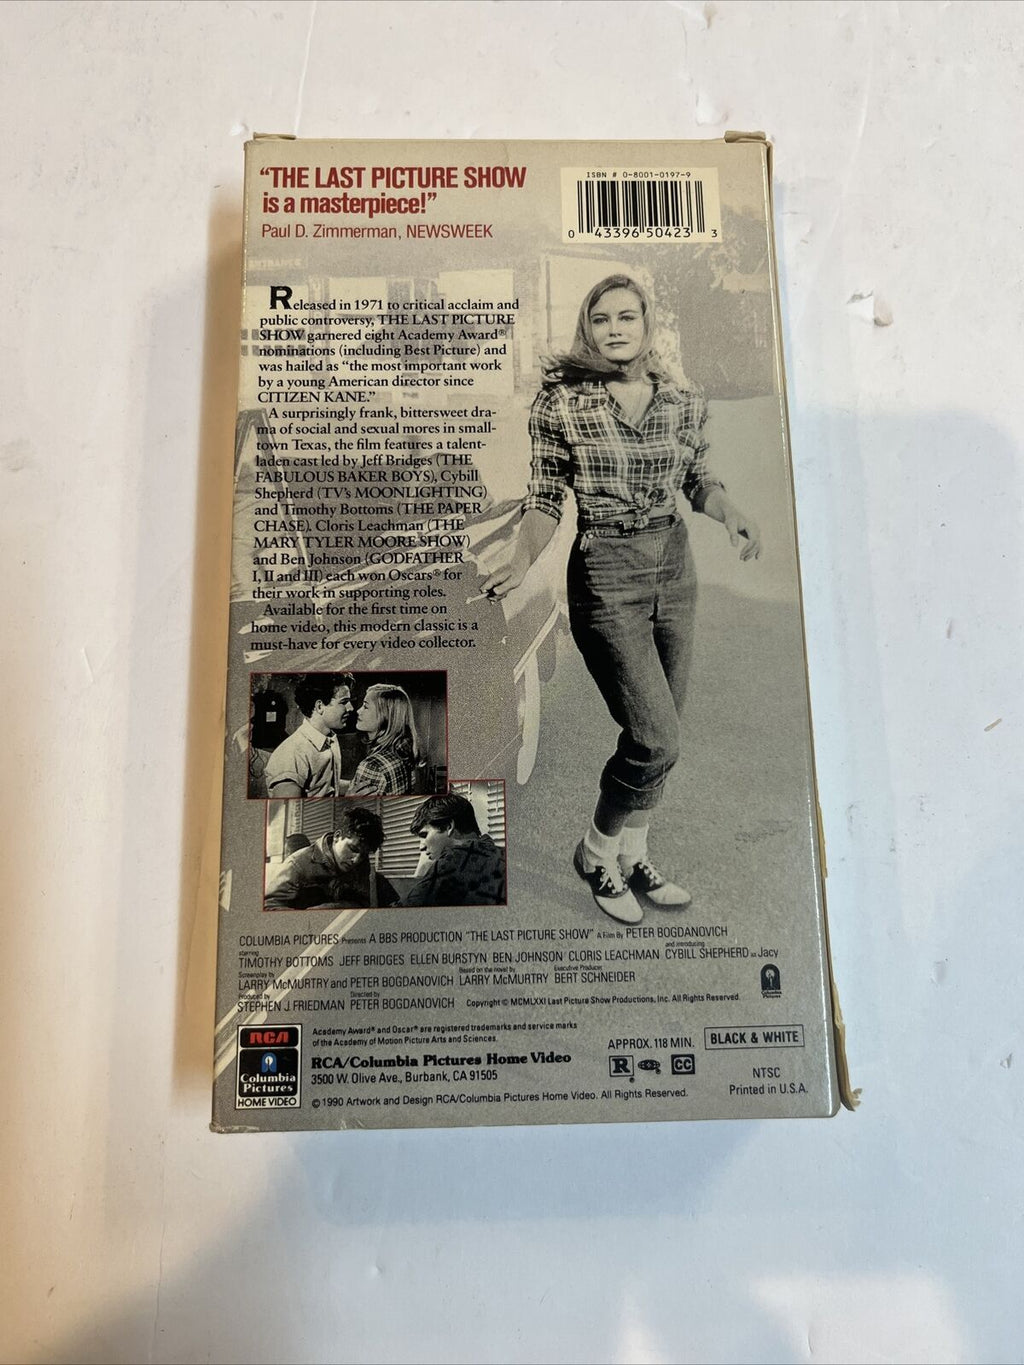 “THE LAST PICTURE SHOW
is a masterpiece!”
Paul D. Zimmerman, NEWSWEEK
ISBN # 0-8001-0197-9
0 43396 50423 3
ENTRANCE
Released in 1971 to critical acclaim and
public controversy, THE LAST PICTURE
SHOW garnered eight Academy Award®
nominations (including Best Picture) and
was hailed as “the most important work
by a young American director since
CITIZEN KANE.”
A surprisingly frank, bittersweet dra-
ma of social and sexual mores in small-
town Texas, the film features a talent-
laden cast led by Jeff Bridges (THE
FABULOUS BAKER BOYS), Cybill
Shepherd (TV's MOONLIGHTING)
and Timothy Bottoms (THE PAPER
CHASE). Cloris Leachman (THE
MARY TYLER MOORE SHOW)
and Ben Johnson (GODFATHER
I, II and III) each won Oscars® for
their work in supporting roles.
Available for the first time on
home video, this modern classic is a
must-have for every video collector.
COLUMBIA PICTURES Presents A BBS PRODUCTION “THE LAST PICTURE SHOW” A Film By PETER BOGDANOVICH
starring TIMOTHY BOTTOMS JEFF BRIDGES ELLEN BURSTYN BEN JOHNSON CLORIS LEACHMAN and introducing CYBILL SHEPHERD as Jacy
Screenplay by LARRY McMURTRY and PETER BOGDANOVICH Based on the novel by LARRY McMURTRY Executive Producer BERT SCHNEIDER
Produced by STEPHEN J. FRIEDMAN Directed by PETER BOGDANOVICH Copyright © MCMLXXI Last Picture Show Productions, Inc. All Rights Reserved.
Columbia
Pictures
RCA
Columbia
Pictures
HOME VIDEO
Academy Award® and Oscar® are registered trademarks and service marks
of the Academy of Motion Picture Arts and Sciences.
RCA/Columbia Pictures Home Video
3500 W. Olive Ave., Burbank, CA 91505
© 1990 Artwork and Design RCA/Columbia Pictures Home Video. All Rights Reserved.
APPROX. 118 MIN.
BLACK & WHITE
R
CC
NTSC
Printed in U.S.A.